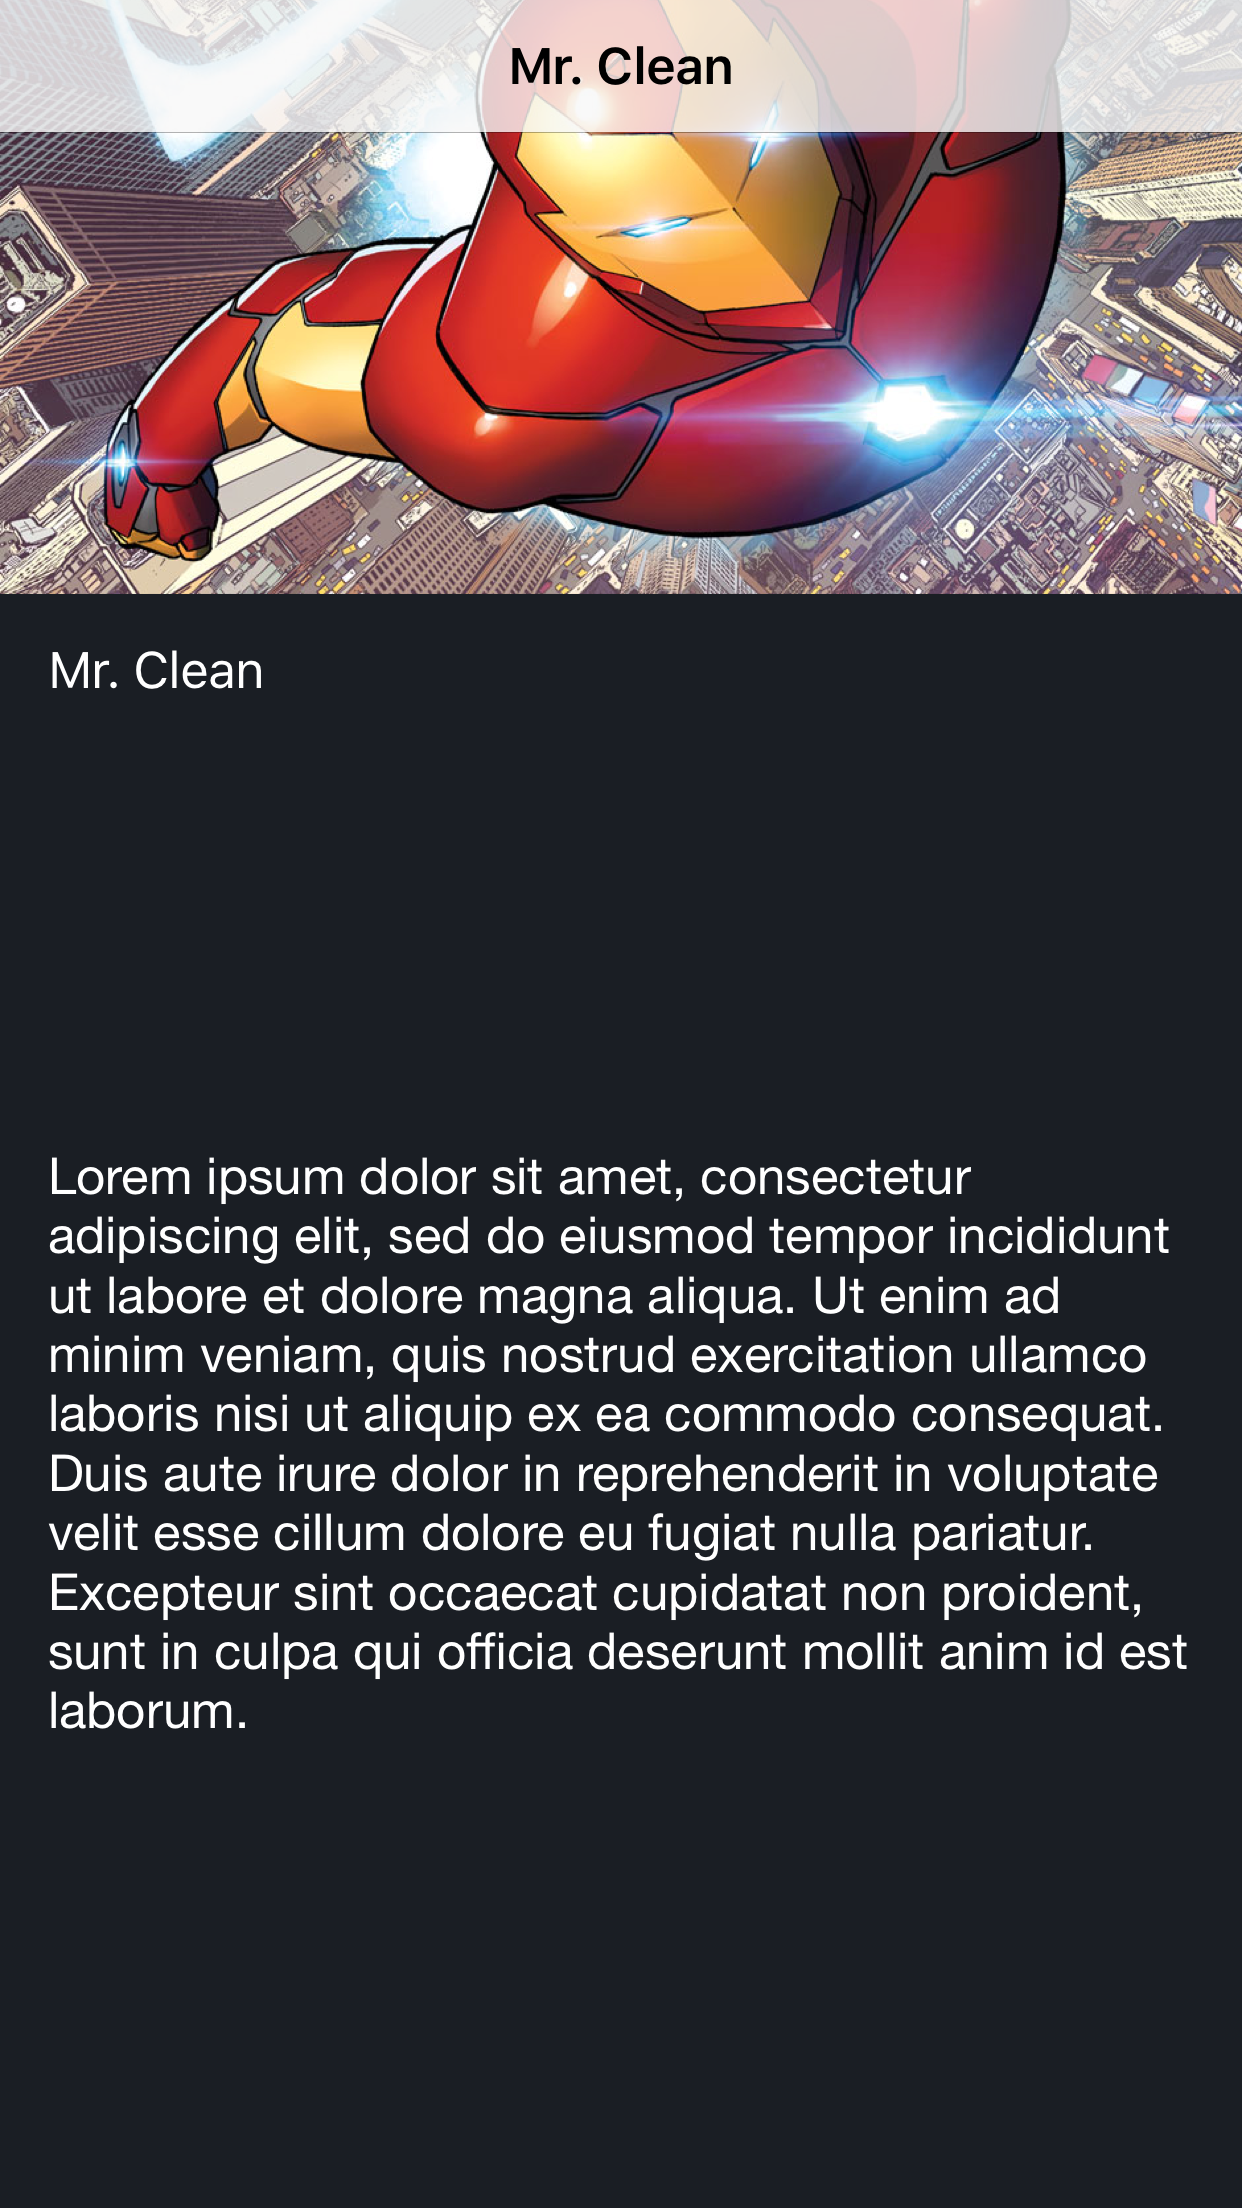 Mr. Clean
Mr. Clean
Lorem ipsum dolor sit amet, consectetur
adipiscing elit, sed do eiusmod tempor incididunt
ut labore et dolore magna aliqua. Ut enim ad
minim veniam, quis nostrud exercitation ullamco
laboris nisi ut aliquip ex ea commodo consequat.
Duis aute irure dolor in reprehenderit in voluptate
velit esse cillum dolore eu fugiat nulla pariatur.
Excepteur sint occaecat cupidatat non proident,
sunt in culpa qui officia deserunt mollit anim id est
laborum.